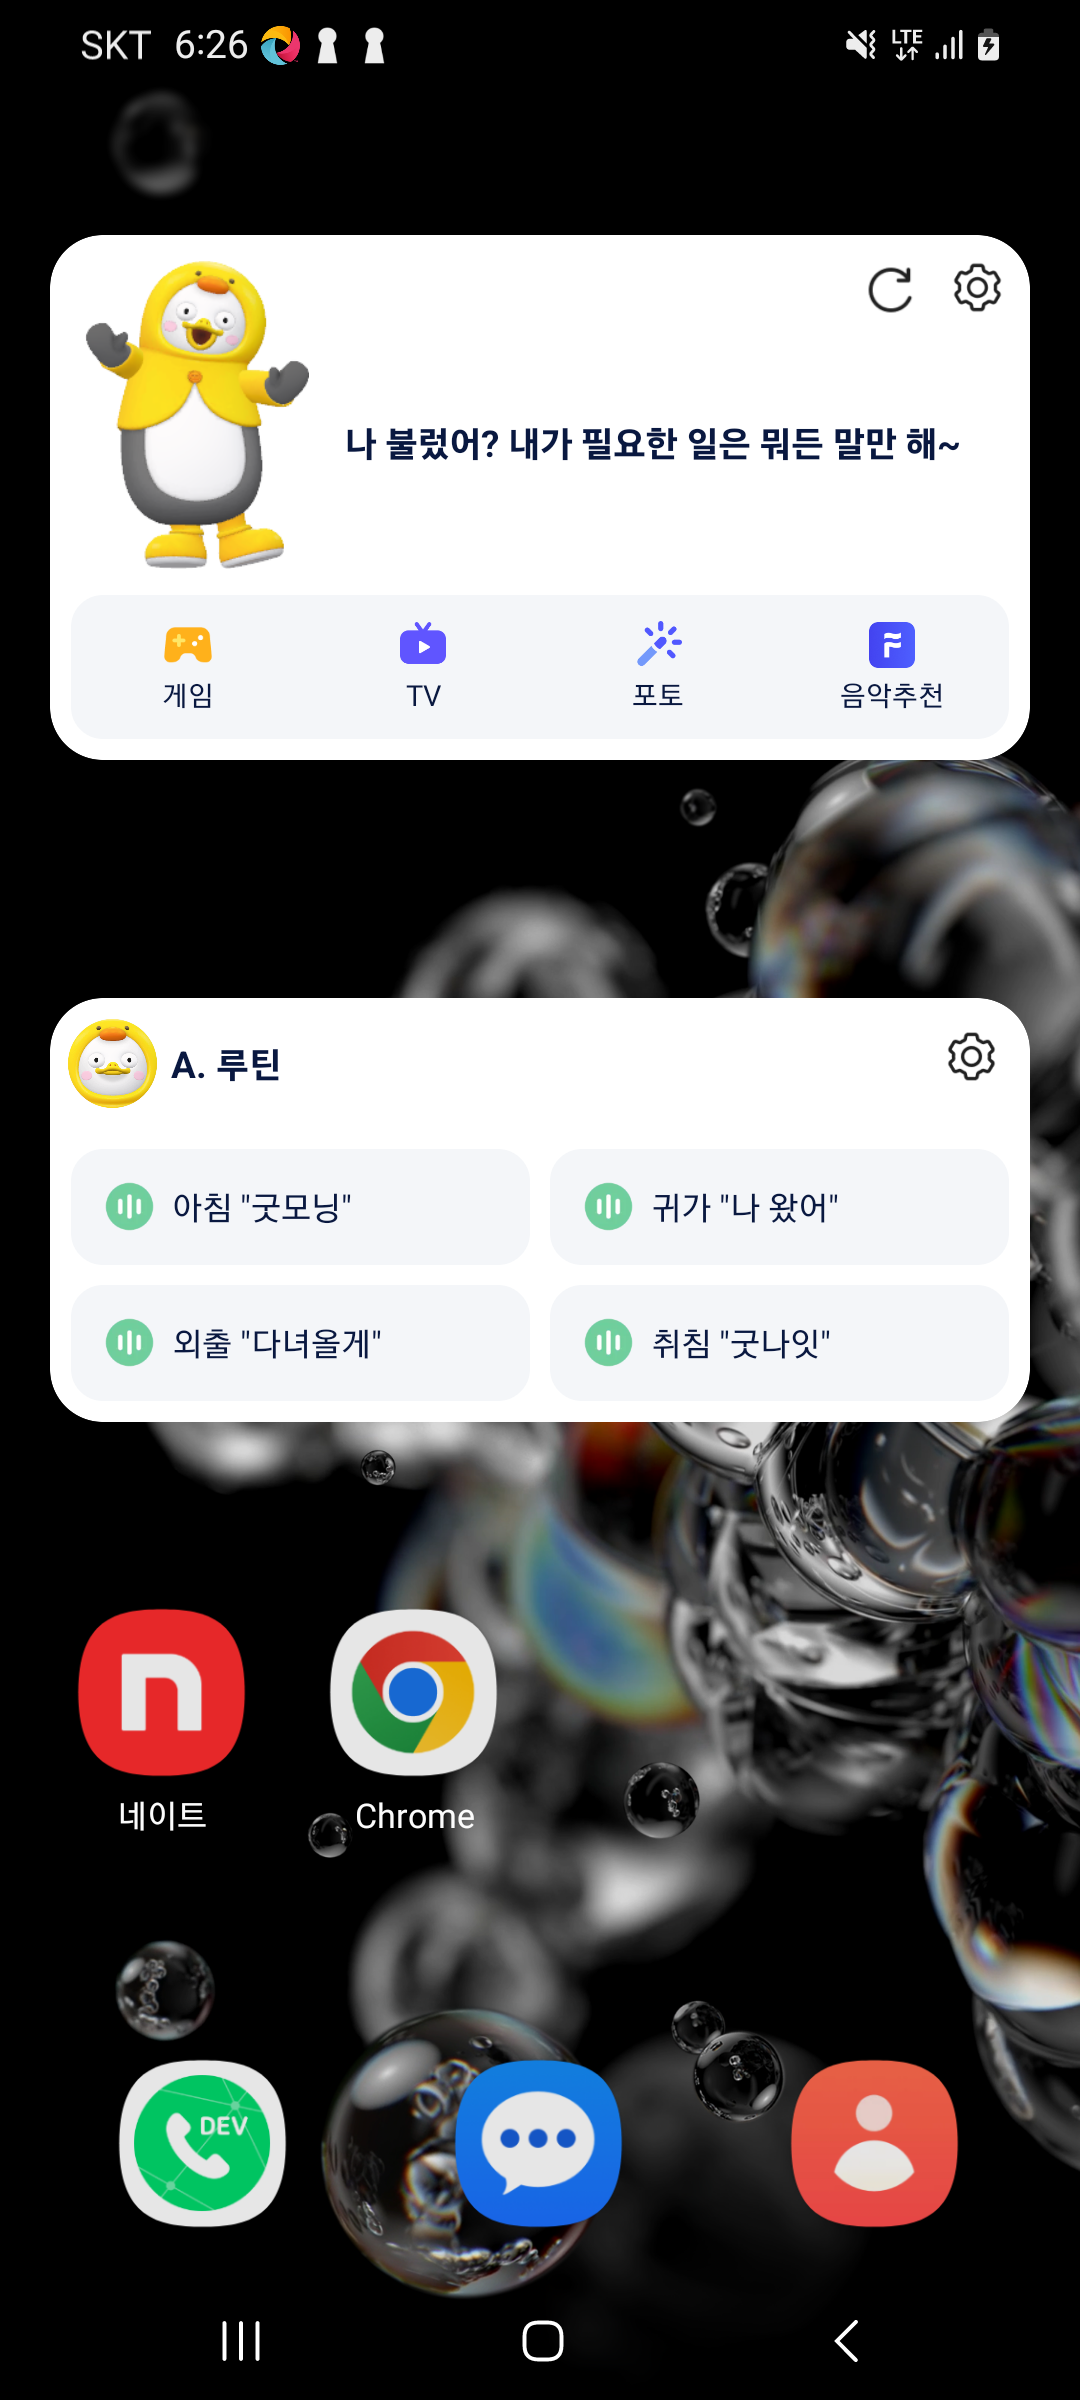 SKT 6:26
LTE
나 불렀어? 내가 필요한 일은 뭐든 말만 해~
게임
TV
포토
음악추천
A. 루틴
아침 "굿모닝"
귀가 "나 왔어"
외출 "다녀올게"
취침 "굿나잇"
네이트
Chrome
DEV